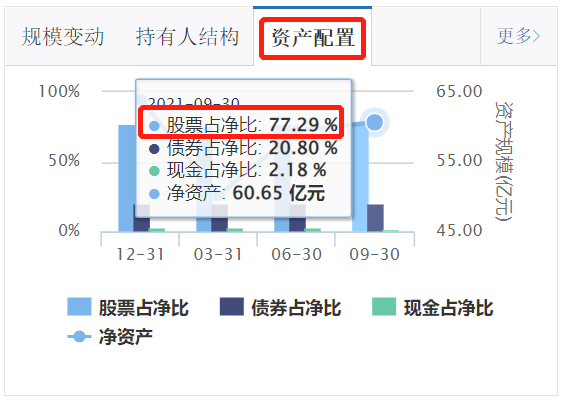 规模变动 持有人结构 资产配置 更多>
100% 65.00
2021-09-30
股票占净比: 77.29 %
债券占净比: 20.80 %
50% 55.00
现金占净比: 2.18 %
净资产: 60.65 亿元
0% 45.00
资产规模(亿元)
12-31 03-31 06-30 09-30
股票占净比 债券占净比 现金占净比
净资产